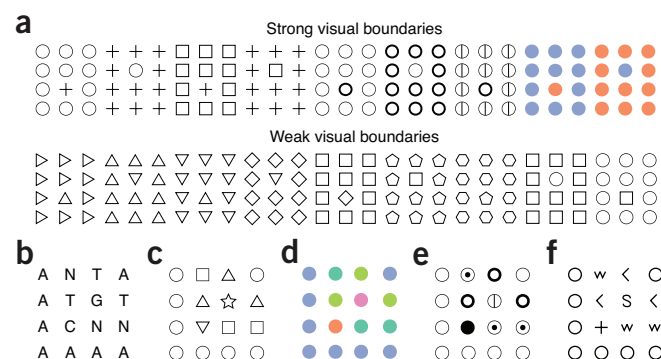 a
Strong visual boundaries
Weak visual boundaries
b
A N T A
A T G T
A C N N
A A A A
c
d
e
f
w <
< S <
+ w w